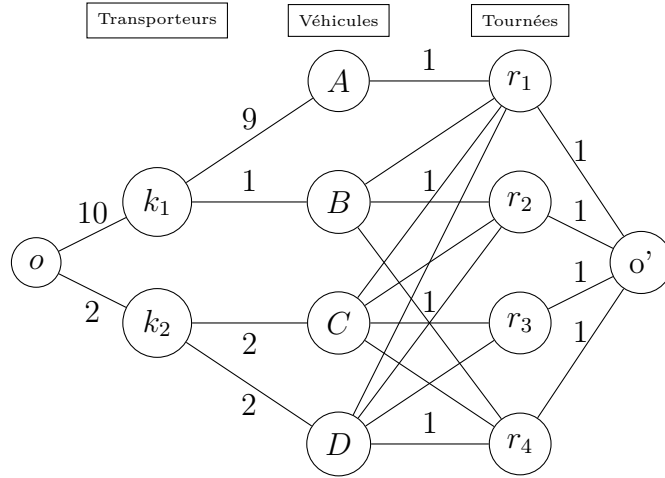 Transporteurs Véhicules Tournées
A 1 r1
9 1
k1 1 B 1 r2
10 1
o o'
2 1
k2 2 C 1 r3
2 1
D 1 r4